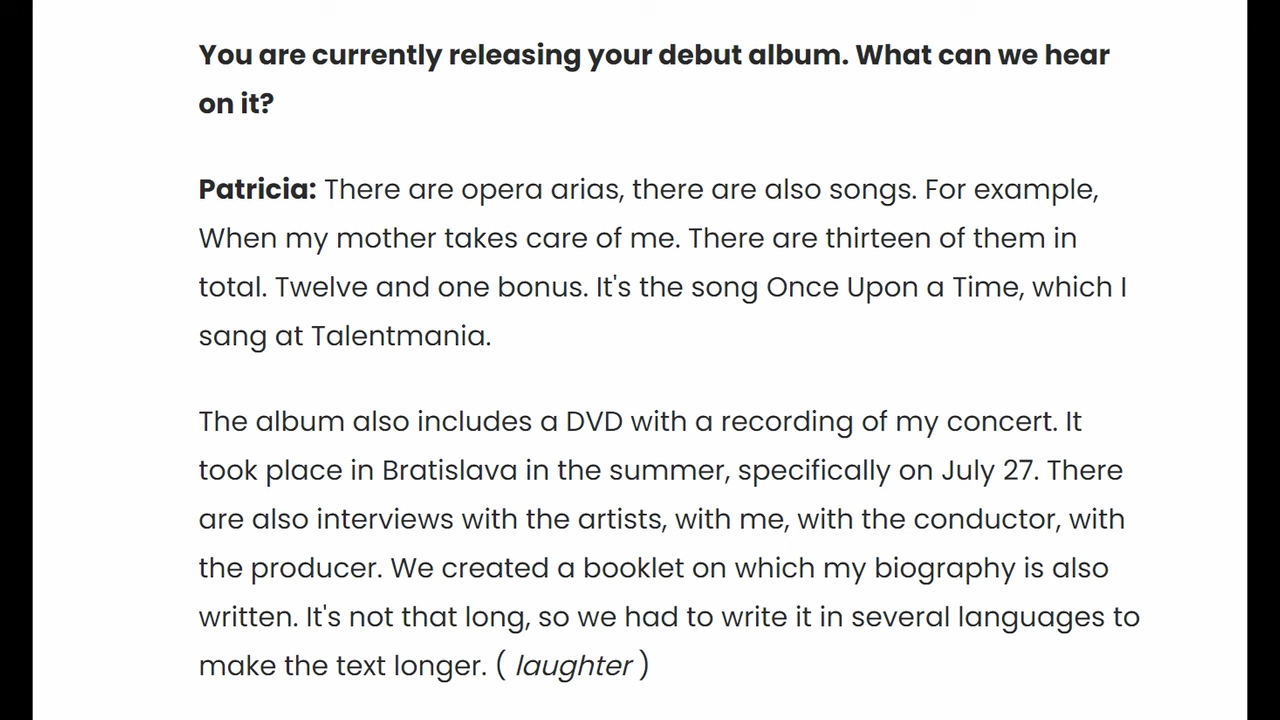 You are currently releasing your debut album. What can we hear
on it?
Patricia: There are opera arias, there are also songs. For example,
When my mother takes care of me. There are thirteen of them in
total. Twelve and one bonus. It's the song Once Upon a Time, which I
sang at Talentmania.
The album also includes a DVD with a recording of my concert. It
took place in Bratislava in the summer, specifically on July 27. There
are also interviews with the artists, with me, with the conductor, with
the producer. We created a booklet on which my biography is also
written. It's not that long, so we had to write it in several languages to
make the text longer. ( laughter )